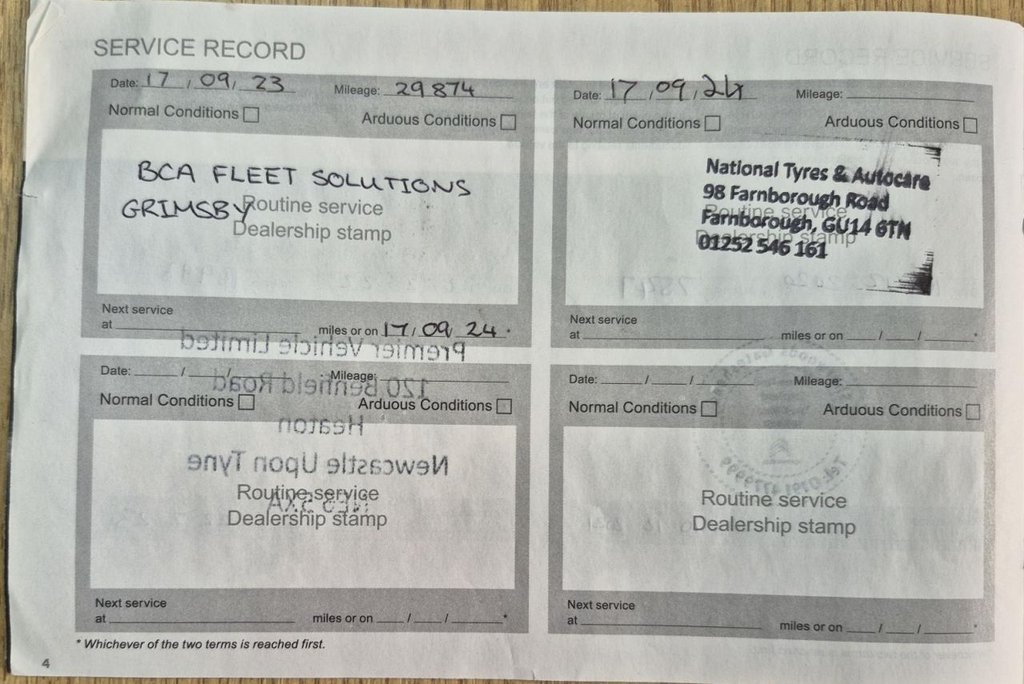 SERVICE RECORD
Date: 17 / 09 / 23 Mileage: 29874
Normal Conditions Arduous Conditions
BCA FLEET SOLUTIONS
GRIMSBY
Routine service
Dealership stamp
Next service
at miles or on 17 / 09 / 24 *
Date: 17 / 09 / 24 Mileage:
Normal Conditions Arduous Conditions
National Tyres & Autocare
98 Farnborough Road
Farnborough, GU14 6TN
01252 546 161
Routine service
Dealership stamp
Next service
at miles or on / / *
Date: / / Mileage:
Normal Conditions Arduous Conditions
Premier Vehicle Limited
120 Benfield Road
Heaton
Newcastle Upon Tyne
Routine service
Dealership stamp
Next service
at miles or on / / *
Date: / / Mileage:
Normal Conditions Arduous Conditions
Routine service
Dealership stamp
Next service
at miles or on / / *
* Whichever of the two terms is reached first.
4